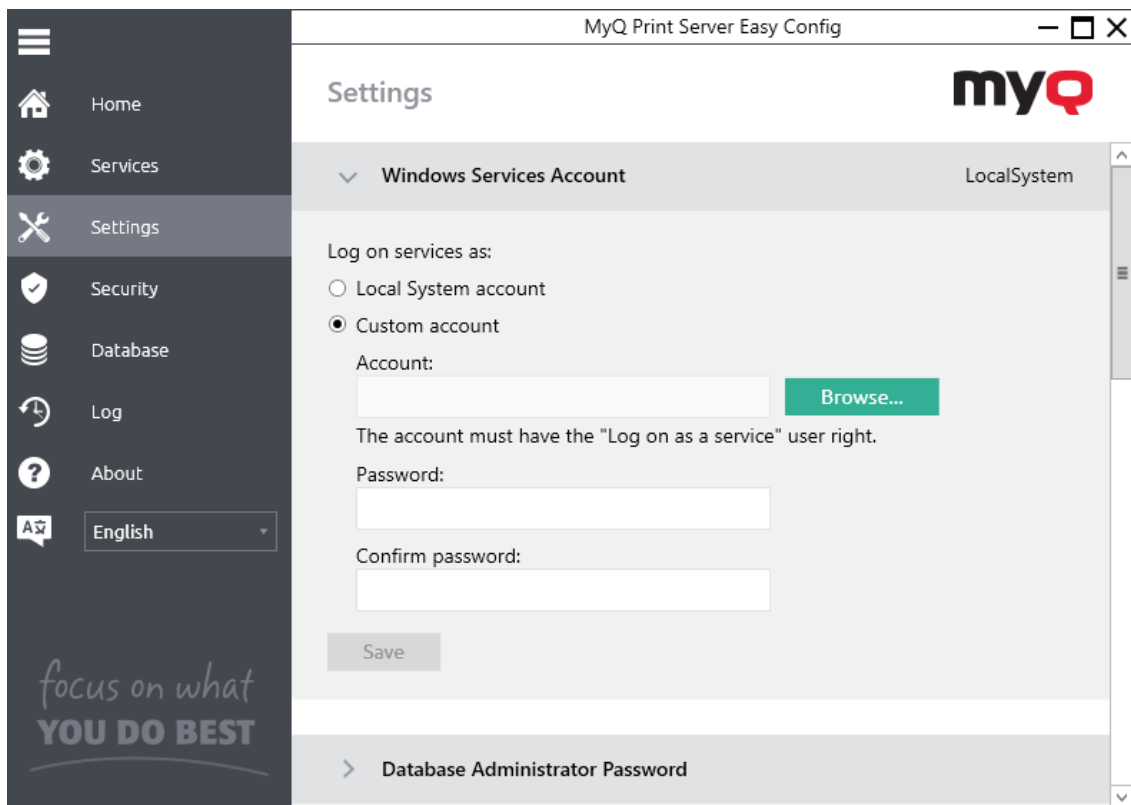 MyQ Print Server Easy Config
Home
Services
Settings
Security
Database
Log
About
English
focus on what
YOU DO BEST
Settings
myQ
Windows Services Account
LocalSystem
Log on services as:
Local System account
Custom account
Account:
Browse...
The account must have the "Log on as a service" user right.
Password:
Confirm password:
Save
Database Administrator Password